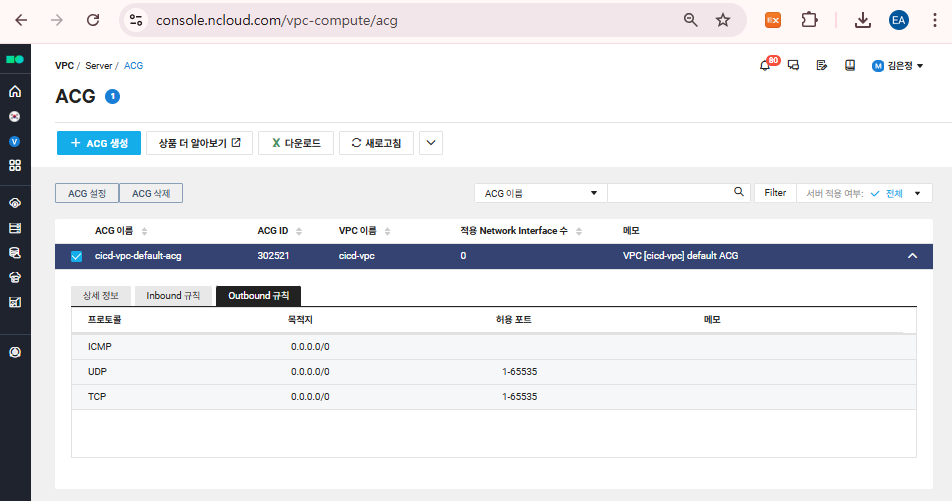 console.ncloud.com/vpc-compute/acg
EA
VPC / Server / ACG
80
M 김은정
ACG 1
+ ACG 생성
상품 더 알아보기
X 다운로드
새로고침
V
ACG 설정
ACG 삭제
ACG 이름
Filter
서버 적용 여부: 전체
ACG 이름 ACG ID VPC 이름 적용 Network Interface 수 메모
cicd-vpc-default-acg 302521 cicd-vpc 0 VPC [cicd-vpc] default ACG
상세 정보 Inbound 규칙 Outbound 규칙
프로토콜 목적지 허용 포트 메모
ICMP 0.0.0.0/0
UDP 0.0.0.0/0 1-65535
TCP 0.0.0.0/0 1-65535